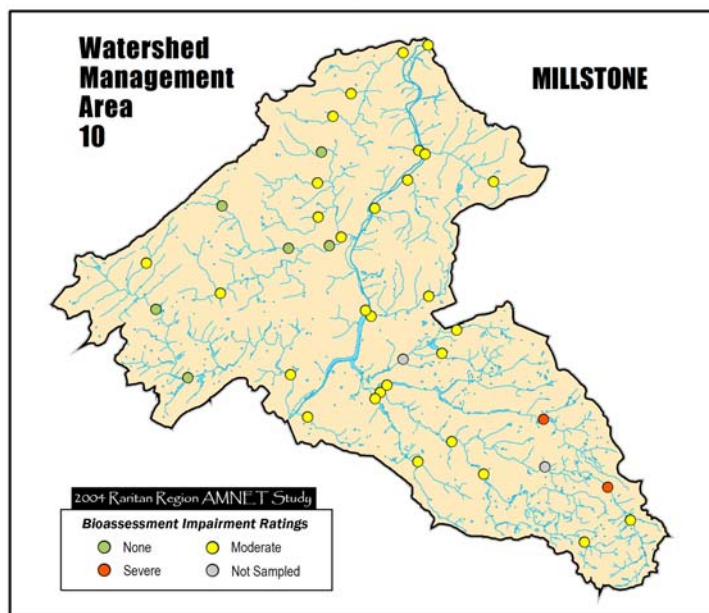 Watershed
Management
Area
10
MILLSTONE
2004 Raritan Region AMNET Study
Bioassessment Impairment Ratings
None
Moderate
Severe
Not Sampled